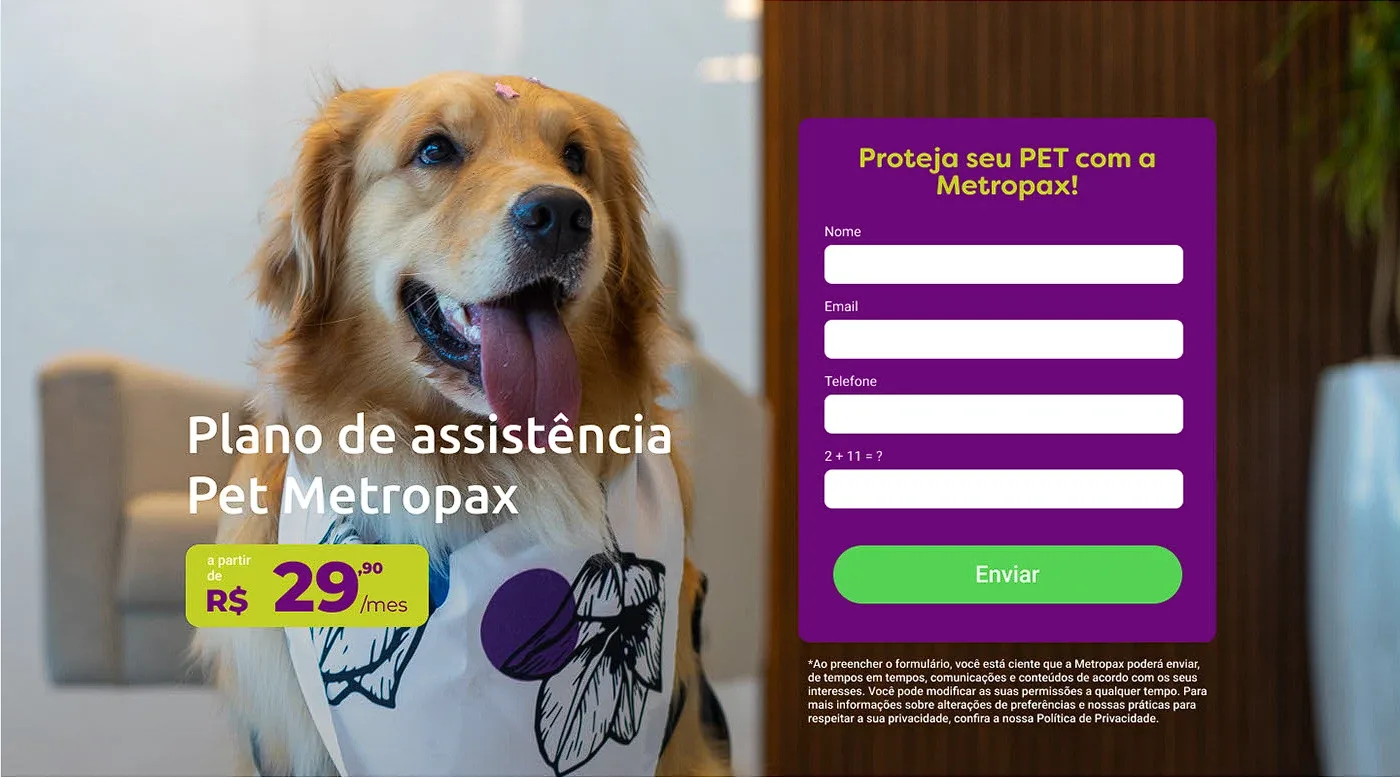 Plano de assistência
Pet Metropax
a partir
de
R$ 29,90
/mes
Proteja seu PET com a
Metropax!
Nome
Email
Telefone
2 + 11 = ?
Enviar
*Ao preencher o formulário, você está ciente que a Metropax poderá enviar,
de tempos em tempos, comunicações e conteúdos de acordo com os seus
interesses. Você pode modificar as suas permissões a qualquer tempo. Para
mais informações sobre alterações de preferências e nossas práticas para
respeitar a sua privacidade, confira a nossa Política de Privacidade.